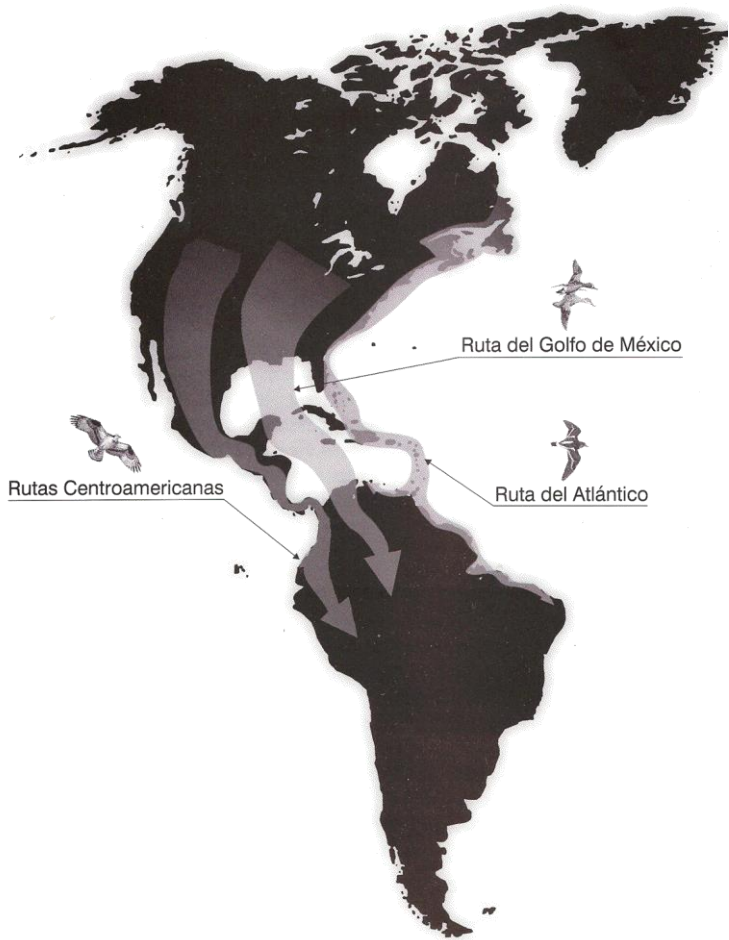 Ruta del Golfo de México
Rutas Centroamericanas
Ruta del Atlántico